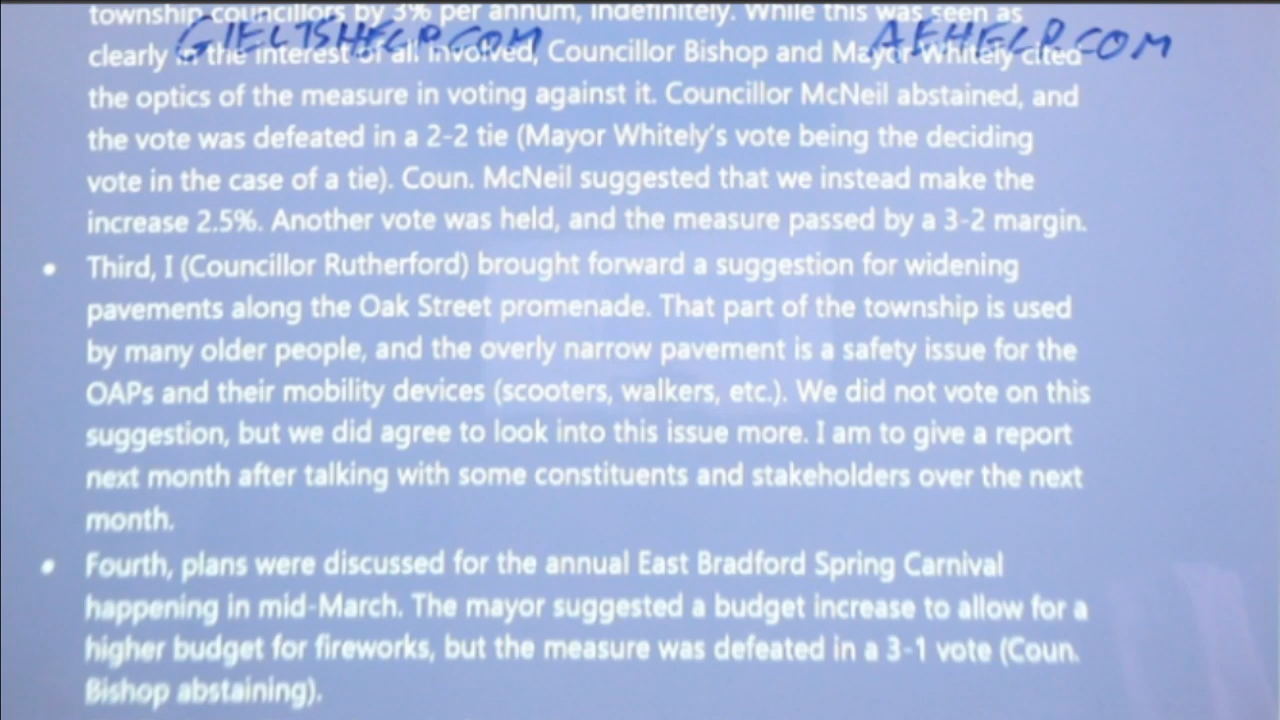 township councillors by 3% per annum, indefinitely. While this was seen as
GIELTSHELP.COM AEHELP.COM
clearly in the interest of all involved, Councillor Bishop and Mayor Whitely cited
the optics of the measure in voting against it. Councillor McNeil abstained, and
the vote was defeated in a 2-2 tie (Mayor Whitely's vote being the deciding
vote in the case of a tie). Coun. McNeil suggested that we instead make the
increase 2.5%. Another vote was held, and the measure passed by a 3-2 margin.
• Third, I (Councillor Rutherford) brought forward a suggestion for widening
pavements along the Oak Street promenade. That part of the township is used
by many older people, and the overly narrow pavement is a safety issue for the
OAPs and their mobility devices (scooters, walkers, etc.). We did not vote on this
suggestion, but we did agree to look into this issue more. I am to give a report
next month after talking with some constituents and stakeholders over the next
month.
• Fourth, plans were discussed for the annual East Bradford Spring Carnival
happening in mid-March. The mayor suggested a budget increase to allow for a
higher budget for fireworks, but the measure was defeated in a 3-1 vote (Coun.
Bishop abstaining).